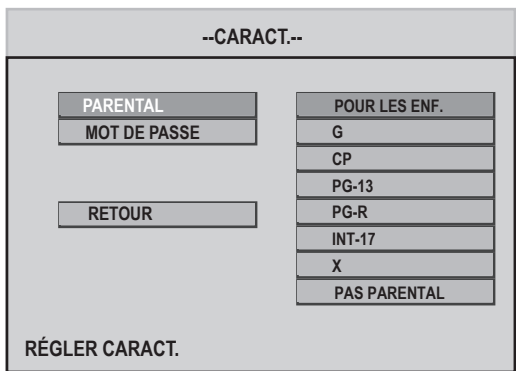 --CARACT.--
PARENTAL
MOT DE PASSE
RETOUR
POUR LES ENF.
G
CP
PG-13
PG-R
INT-17
X
PAS PARENTAL
RÉGLER CARACT.